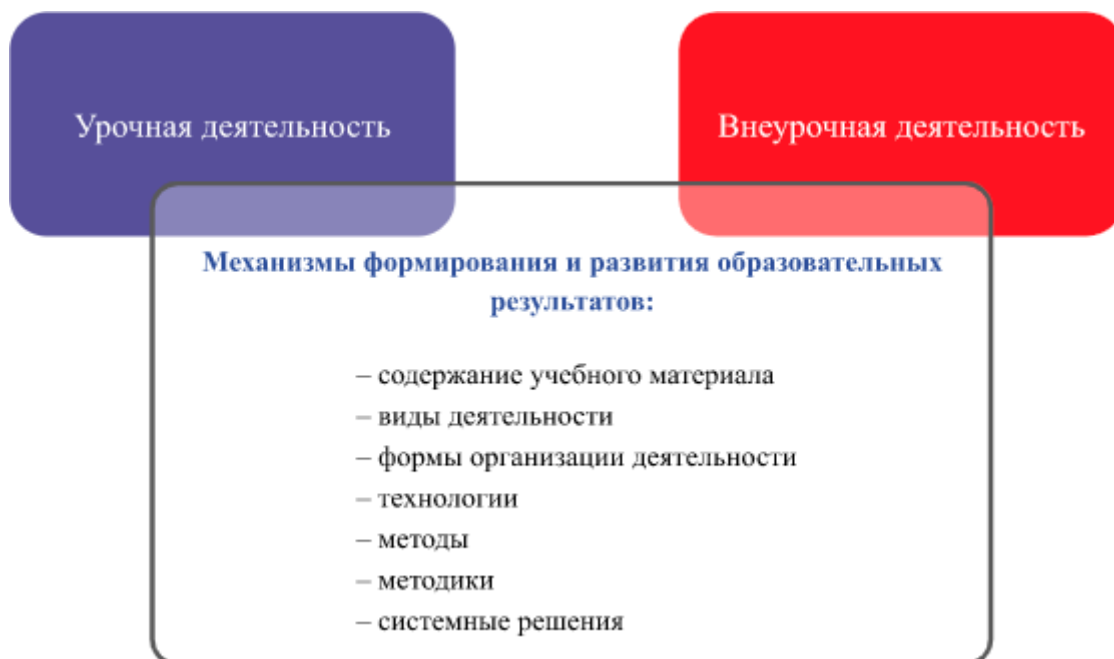 Урочная деятельность
Внеурочная деятельность
Механизмы формирования и развития образовательных
результатов:
– содержание учебного материала
– виды деятельности
– формы организации деятельности
– технологии
– методы
– методики
– системные решения